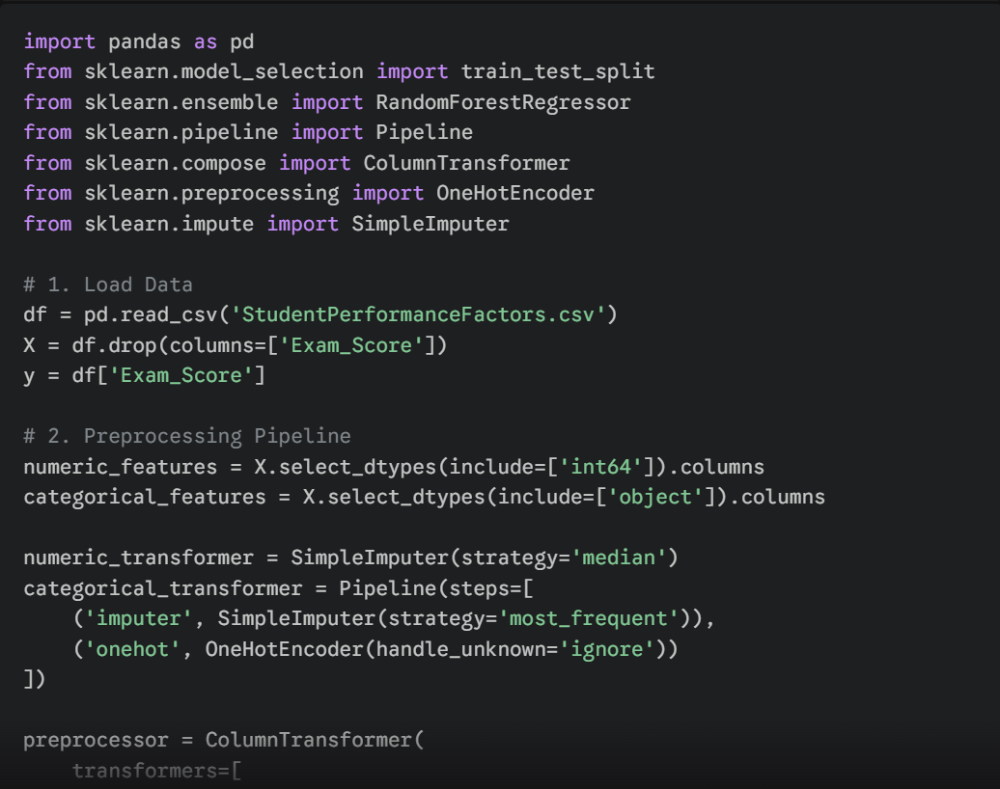 import pandas as pd
from sklearn.model_selection import train_test_split
from sklearn.ensemble import RandomForestRegressor
from sklearn.pipeline import Pipeline
from sklearn.compose import ColumnTransformer
from sklearn.preprocessing import OneHotEncoder
from sklearn.impute import SimpleImputer

# 1. Load Data
df = pd.read_csv('StudentPerformanceFactors.csv')
X = df.drop(columns=['Exam_Score'])
y = df['Exam_Score']

# 2. Preprocessing Pipeline
numeric_features = X.select_dtypes(include=['int64']).columns
categorical_features = X.select_dtypes(include=['object']).columns

numeric_transformer = SimpleImputer(strategy='median')
categorical_transformer = Pipeline(steps=[
    ('imputer', SimpleImputer(strategy='most_frequent')),
    ('onehot', OneHotEncoder(handle_unknown='ignore'))
])

preprocessor = ColumnTransformer(
    transformers=[